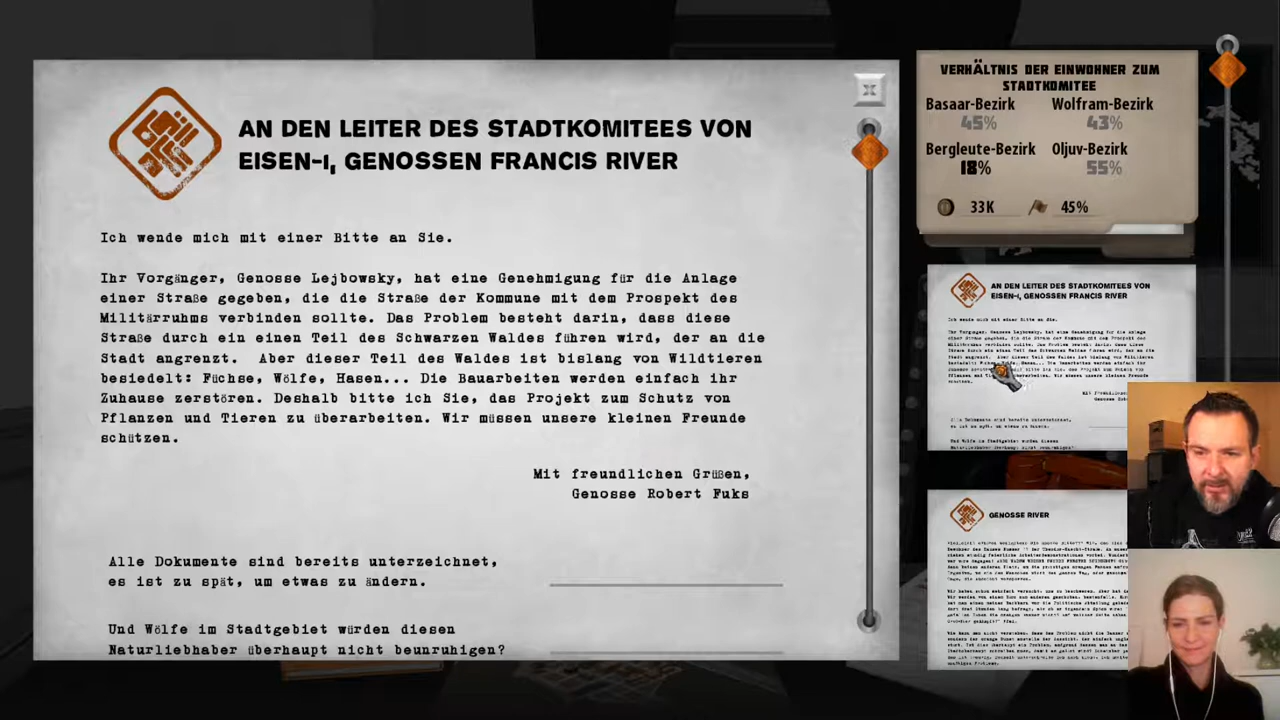 AN DEN LEITER DES STADTKOMITEES VON
EISEN-1, GENOSSEN FRANCIS RIVER
Ich wende mich mit einer Bitte an Sie.
Ihr Vorgänger, Genosse Lejbowsky, hat eine Genehmigung für die Anlage
einer Straße gegeben, die die Straße der Kommune mit dem Prospekt des
Militärruhms verbinden sollte. Das Problem besteht darin, dass diese
Straße durch ein einen Teil des Schwarzen Waldes führen wird, der an die
Stadt angrenzt. Aber dieser Teil des Waldes ist bislang von Wildtieren
besiedelt: Füchse, Wölfe, Hasen... Die Bauarbeiten werden einfach ihr
Zuhause zerstören. Deshalb bitte ich Sie, das Projekt zum Schutz von
Pflanzen und Tieren zu überarbeiten. Wir müssen unsere kleinen Freunde
schützen.
Mit freundlichen Grüßen,
Genosse Robert Fuks
Alle Dokumente sind bereits unterzeichnet,
es ist zu spät, um etwas zu ändern.
Und Wölfe im Stadtgebiet würden diesen
Naturliebhaber überhaupt nicht beunruhigen?
VERHÄLTNIS DER EINWOHNER ZUM
STADTKOMITEE
Basaar-Bezirk Wolfram-Bezirk
45% 43%
Bergleute-Bezirk Oljuv-Bezirk
18% 55%
33K 45%
AN DEN LEITER DES STADTKOMITEES VON
EISEN-1, GENOSSEN FRANCIS RIVER
Ich wende mich mit einer Bitte an Sie.
GENOSSE RIVER